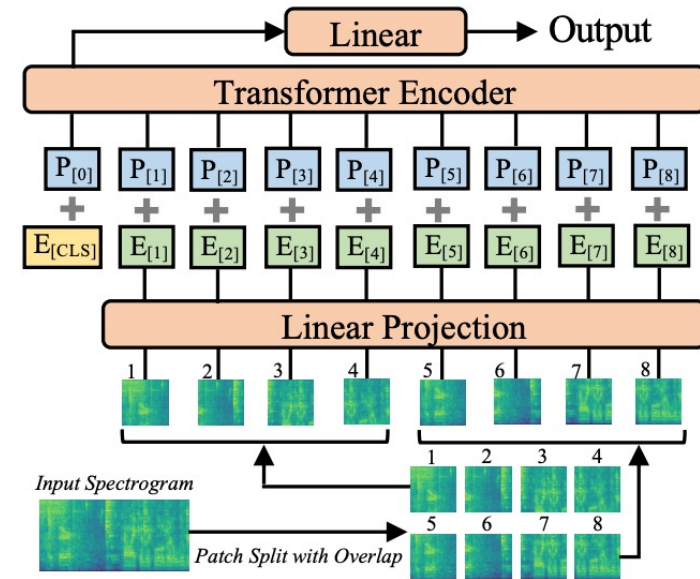 Linear
Output
Transformer Encoder
P[0] P[1] P[2] P[3] P[4] P[5] P[6] P[7] P[8]
+ + + + + + + + +
E[CLS] E[1] E[2] E[3] E[4] E[5] E[6] E[7] E[8]
Linear Projection
1 2 3 4 5 6 7 8
1 2 3 4
Input Spectrogram
5 6 7 8
Patch Split with Overlap